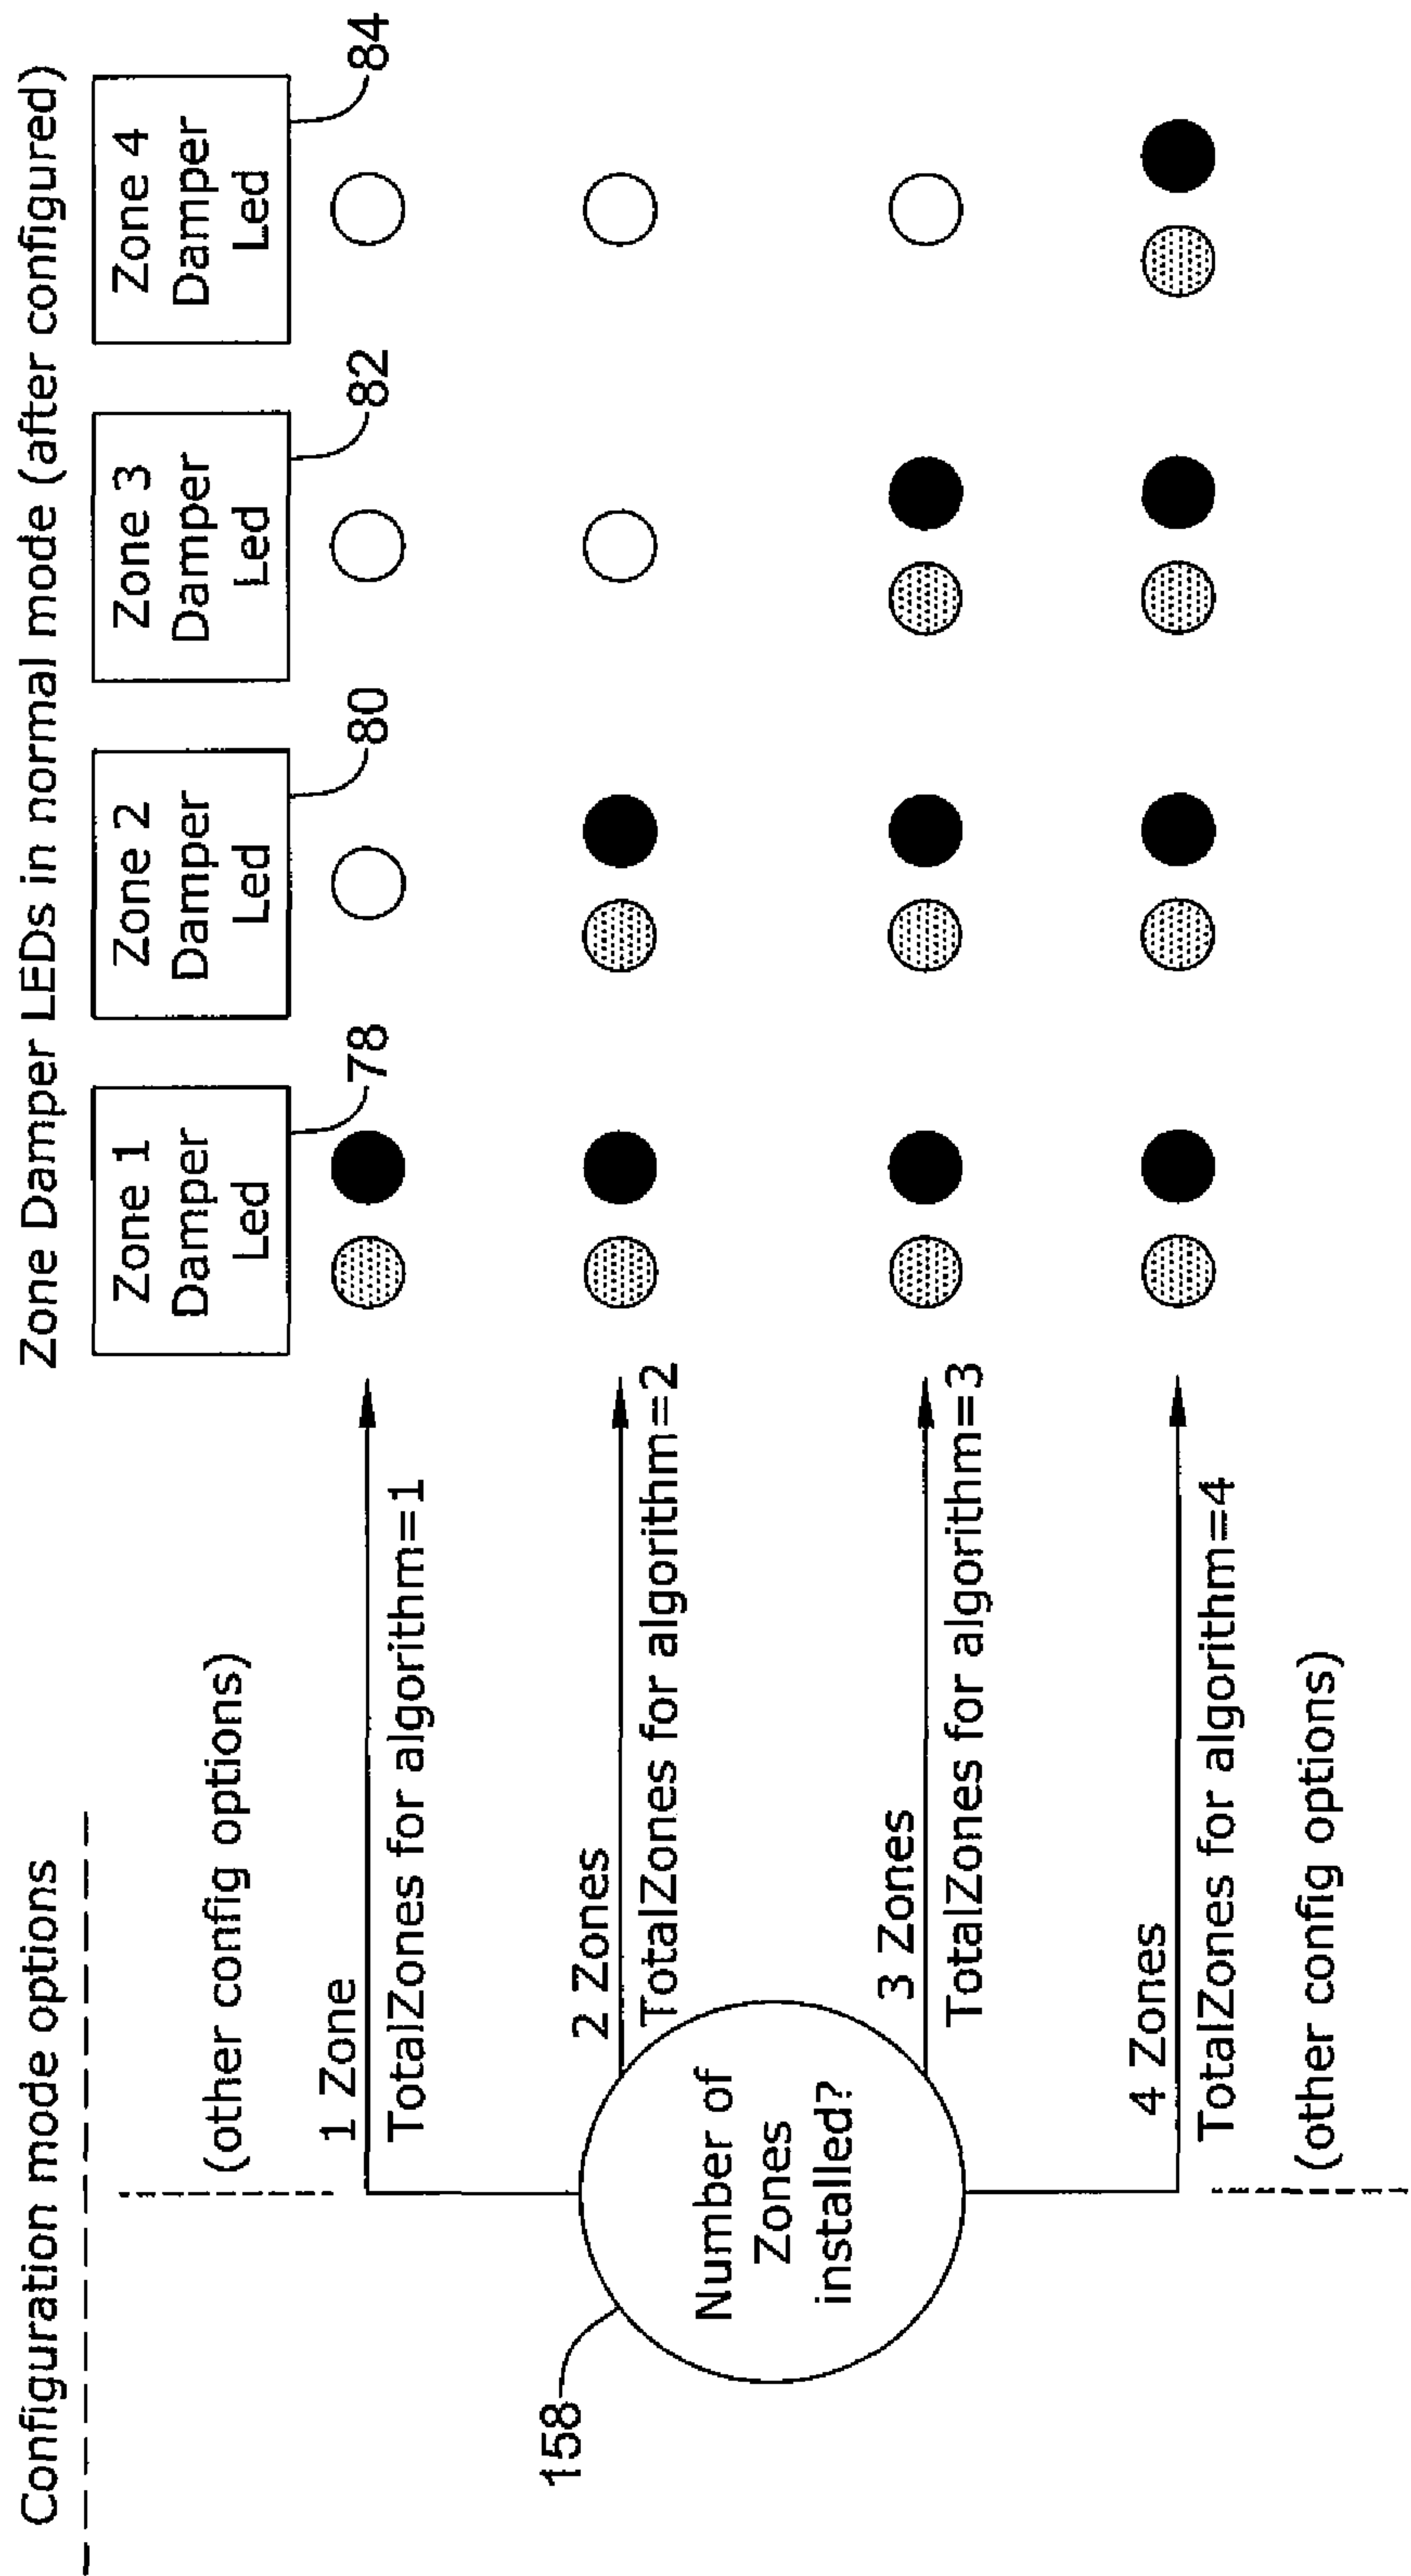 Configuration mode options
Zone Damper LEDs in normal mode (after configured)
Zone 1
Damper
Led
78
Zone 2
Damper
Led
80
Zone 3
Damper
Led
82
Zone 4
Damper
Led
84
(other config options)
1 Zone
TotalZones for algorithm=1
2 Zones
TotalZones for algorithm=2
158
Number of
Zones
installed?
3 Zones
TotalZones for algorithm=3
4 Zones
TotalZones for algorithm=4
(other config options)